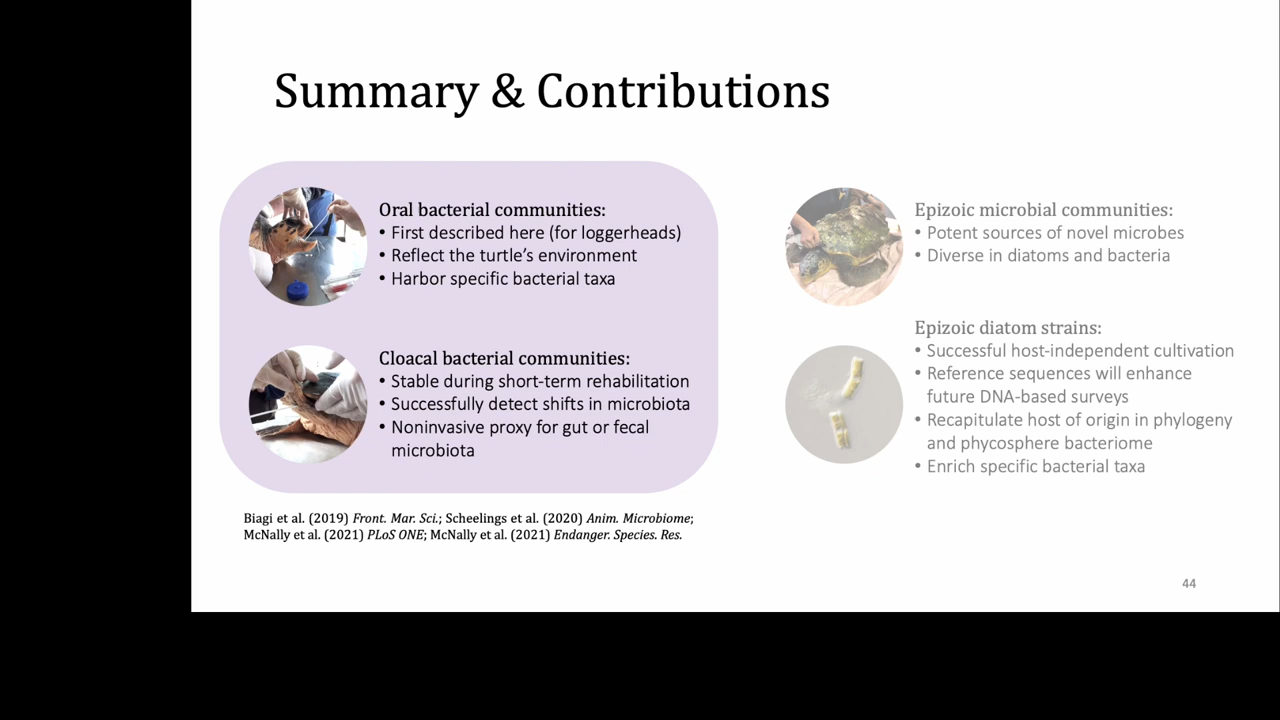 Summary & Contributions
Oral bacterial communities:
• First described here (for loggerheads)
• Reflect the turtle’s environment
• Harbor specific bacterial taxa
Cloacal bacterial communities:
• Stable during short-term rehabilitation
• Successfully detect shifts in microbiota
• Noninvasive proxy for gut or fecal
microbiota
Biagi et al. (2019) Front. Mar. Sci.; Scheelings et al. (2020) Anim. Microbiome;
McNally et al. (2021) PLoS ONE; McNally et al. (2021) Endanger. Species. Res.
Epizoic microbial communities:
• Potent sources of novel microbes
• Diverse in diatoms and bacteria
Epizoic diatom strains:
• Successful host-independent cultivation
• Reference sequences will enhance
future DNA-based surveys
• Recapitulate host of origin in phylogeny
and phycosphere bacteriome
• Enrich specific bacterial taxa
44